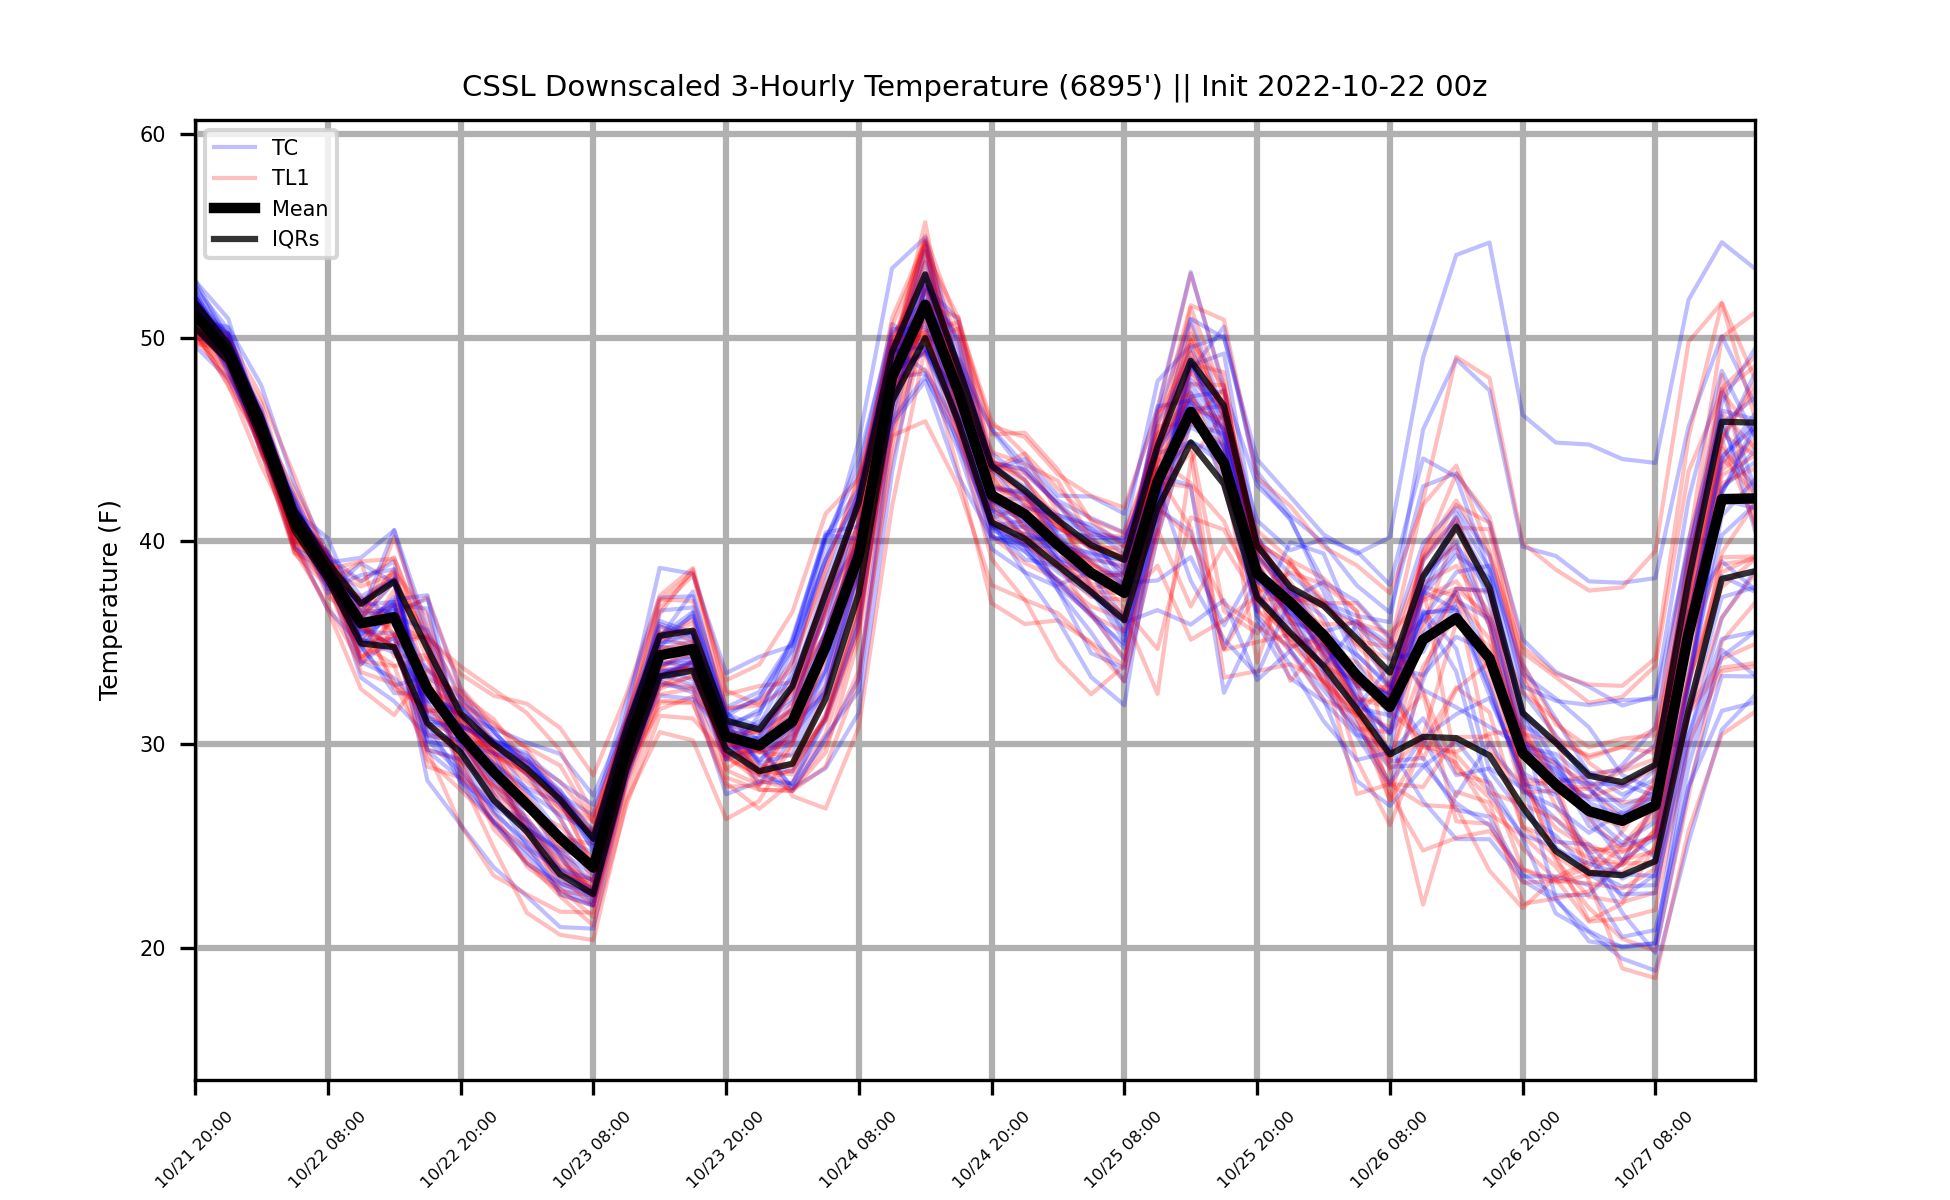 CSSL Downscaled 3-Hourly Temperature (6895') || Init 2022-10-22 00z
TC
TL1
Mean
IQRs
Temperature (F)
60
50
40
30
20
10/21 20:00
10/22 08:00
10/22 20:00
10/23 08:00
10/23 20:00
10/24 08:00
10/24 20:00
10/25 08:00
10/25 20:00
10/26 08:00
10/26 20:00
10/27 08:00